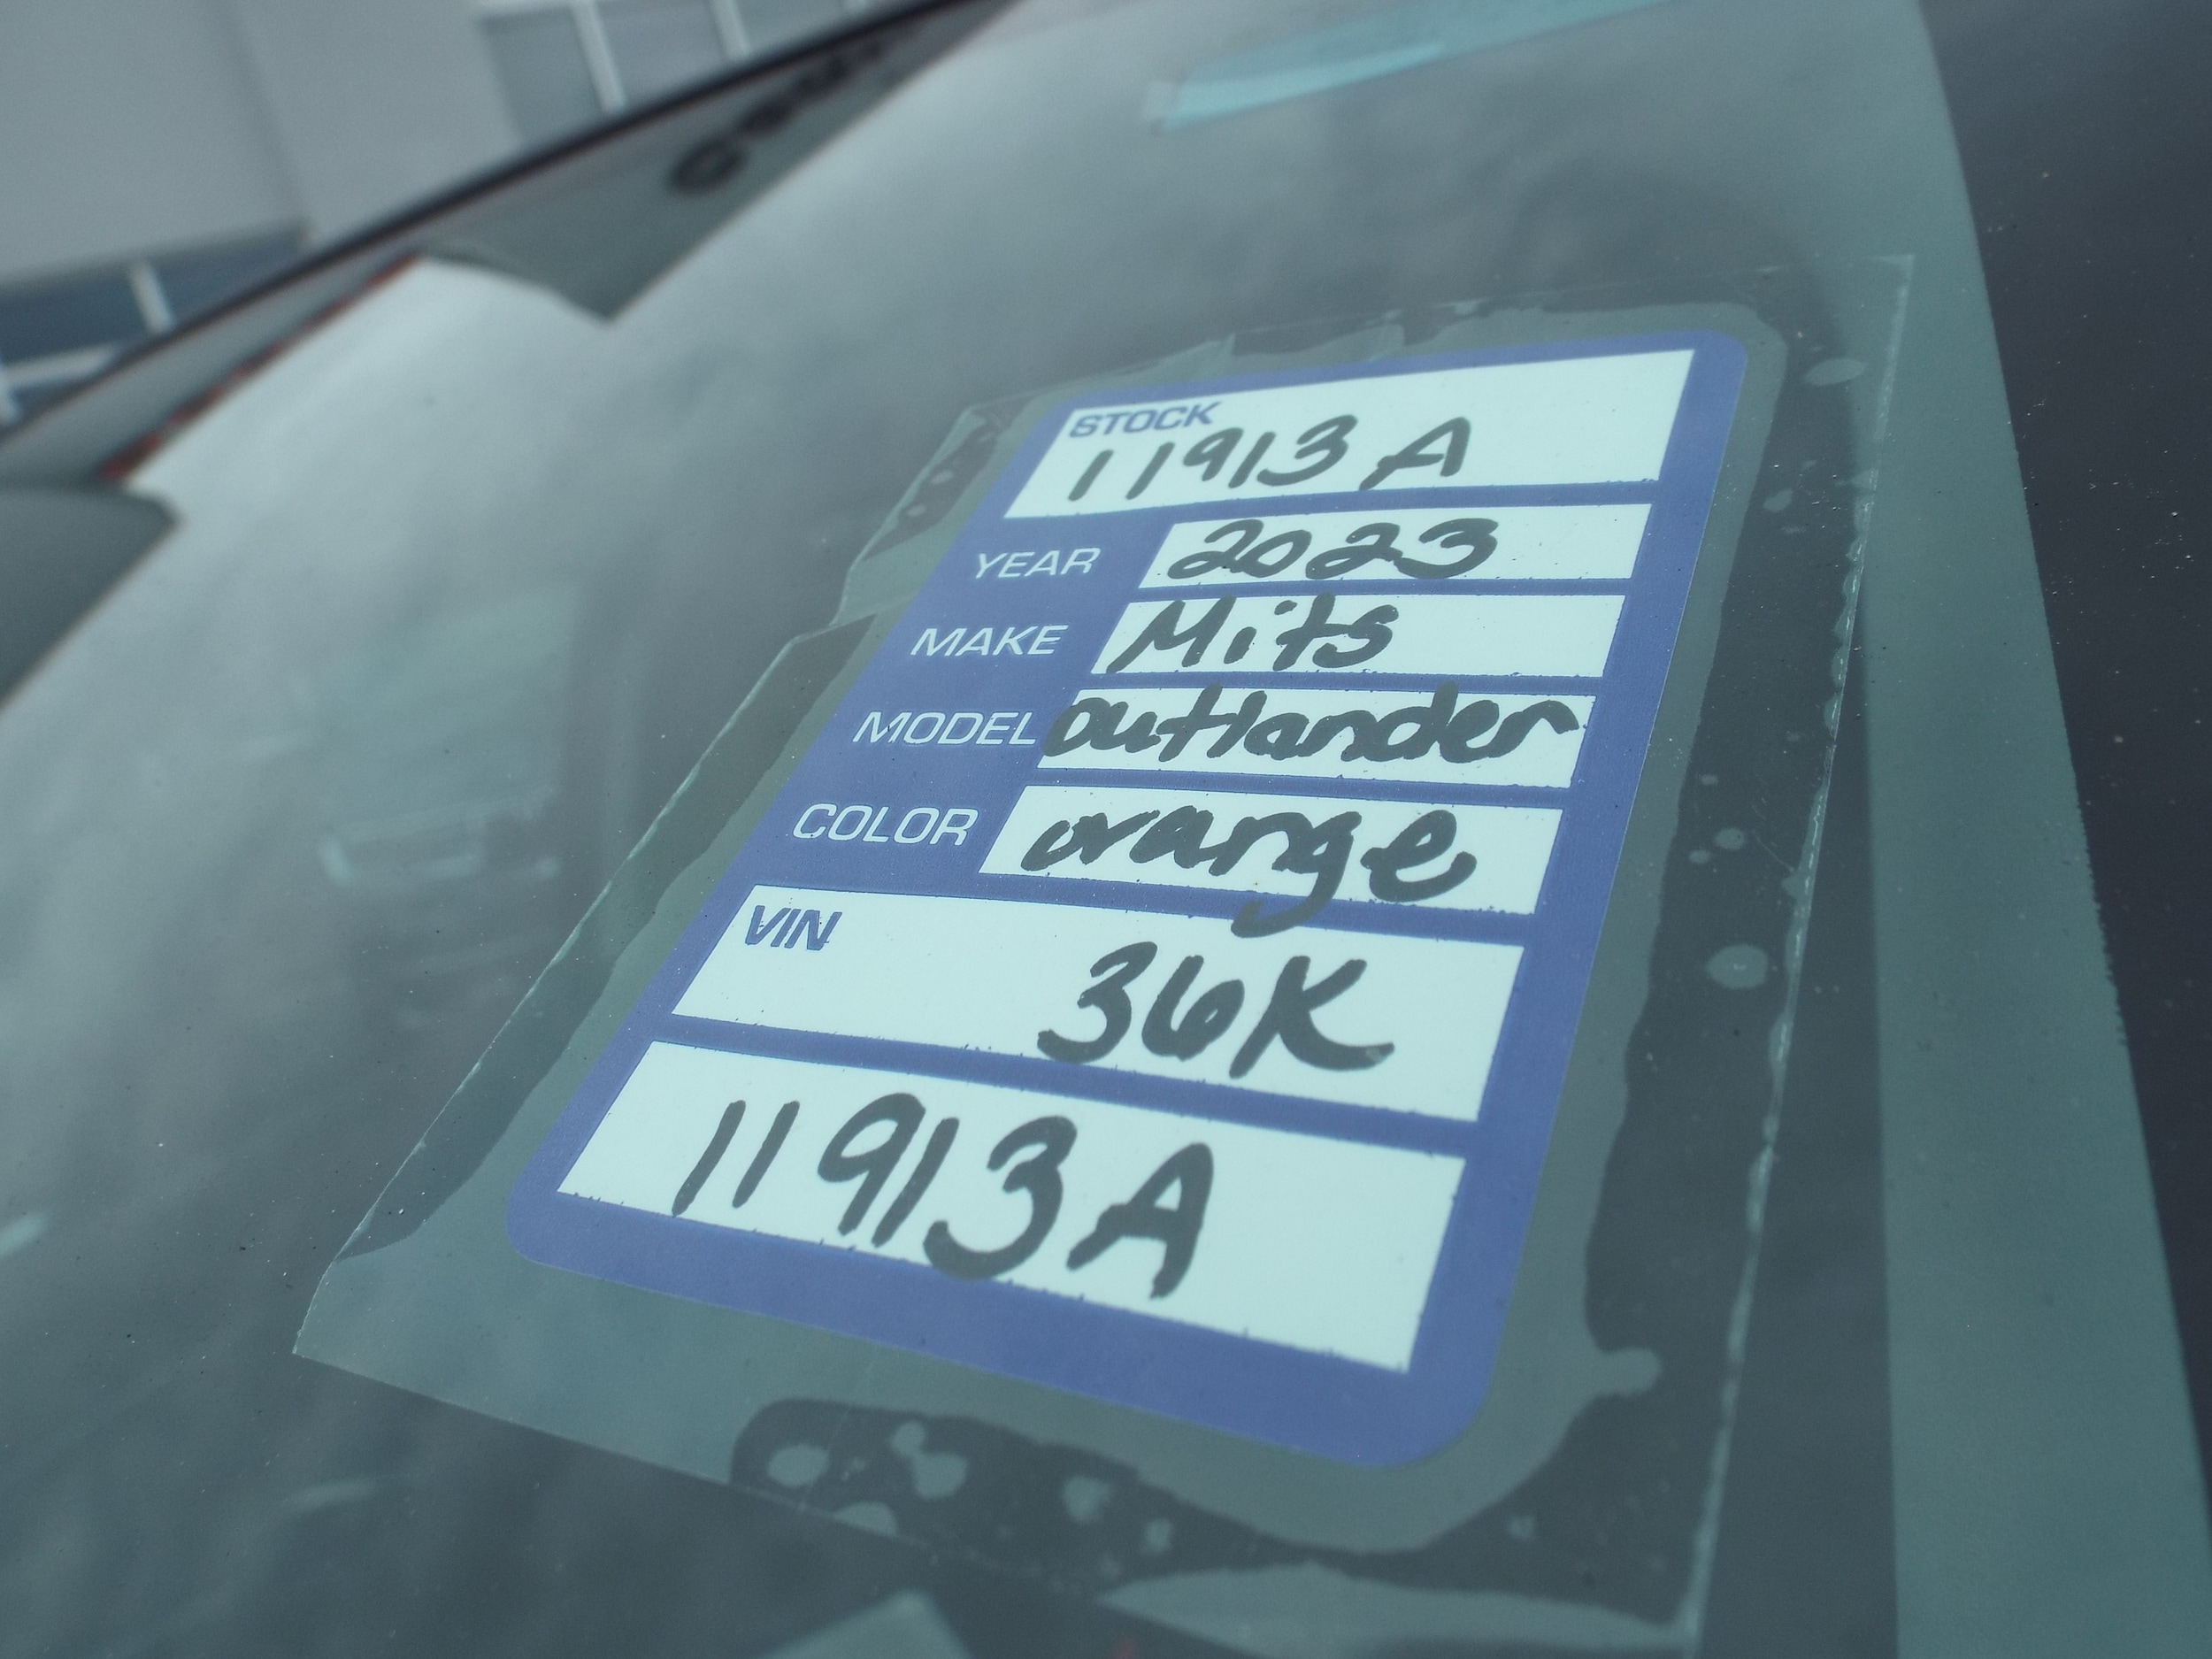 STOCK
11913A
YEAR 2023
MAKE Mits
MODEL Outlander
COLOR orange
VIN
36K
11913A